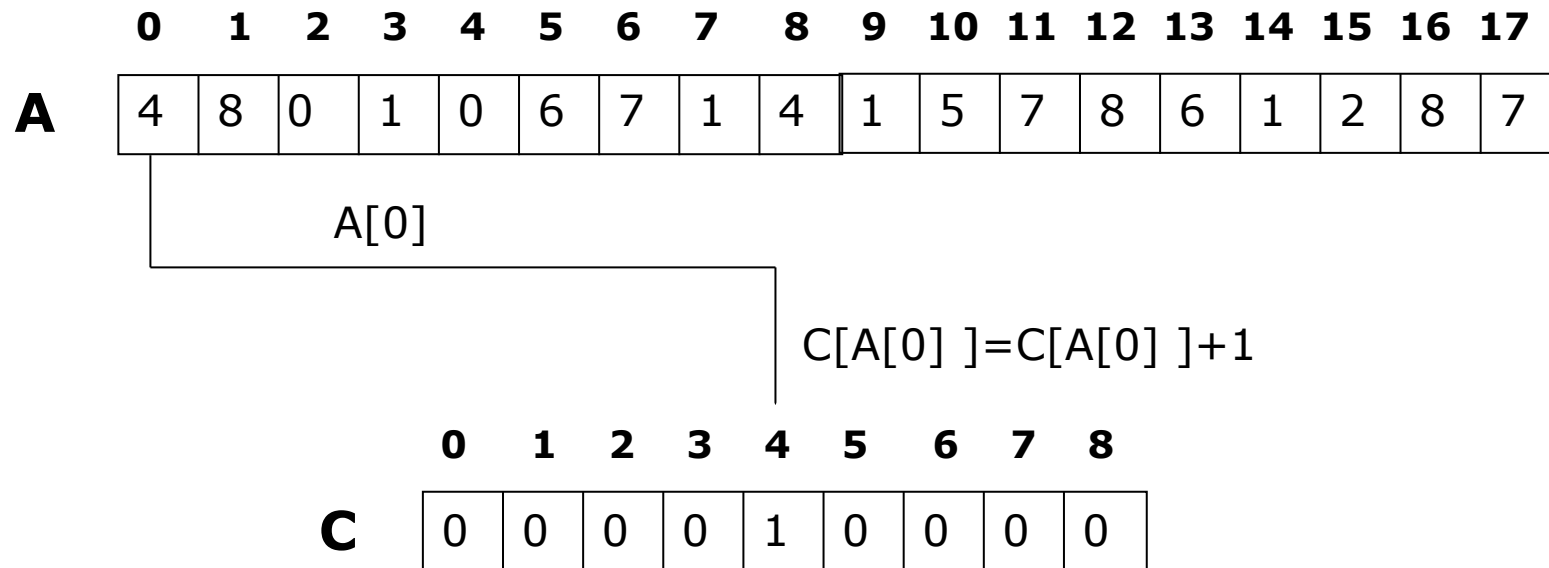 0 1 2 3 4 5 6 7 8 9 10 11 12 13 14 15 16 17
A 4 8 0 1 0 6 7 1 4 1 5 7 8 6 1 2 8 7
A[0]
C[A[0] ]=C[A[0] ]+1
0 1 2 3 4 5 6 7 8
C 0 0 0 0 1 0 0 0 0